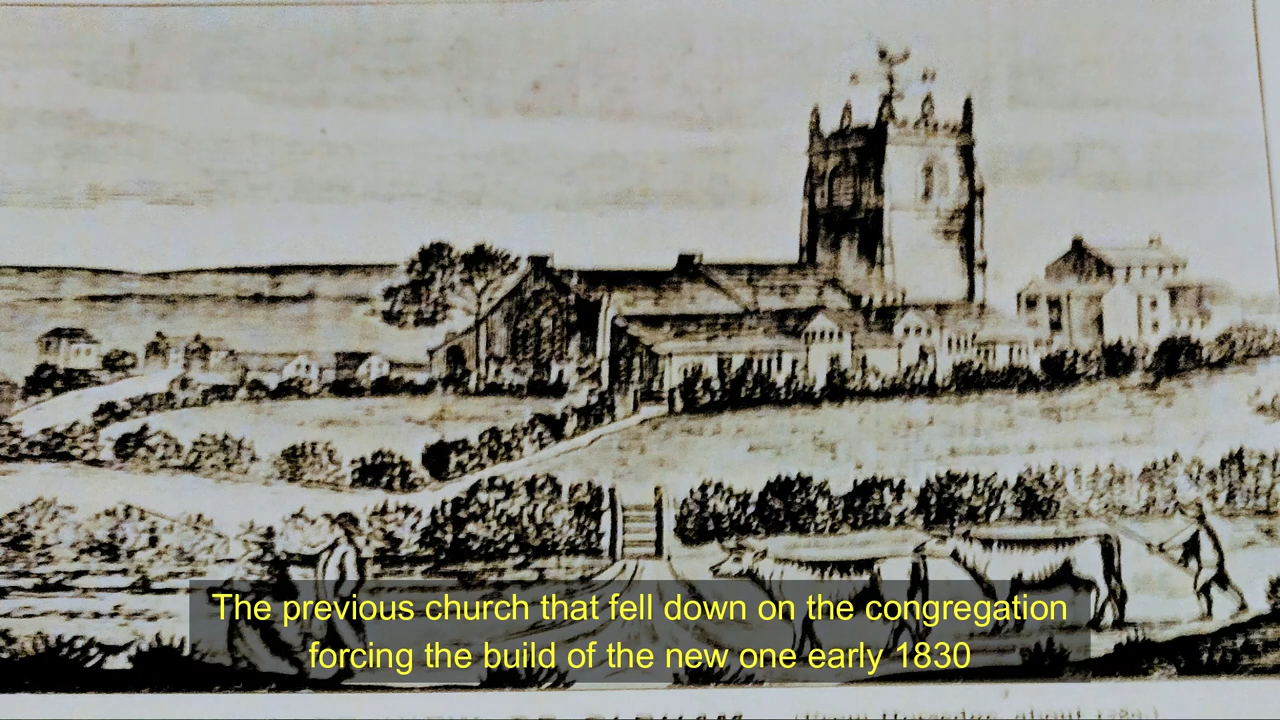 The previous church that fell down on the congregation
forcing the build of the new one early 1830